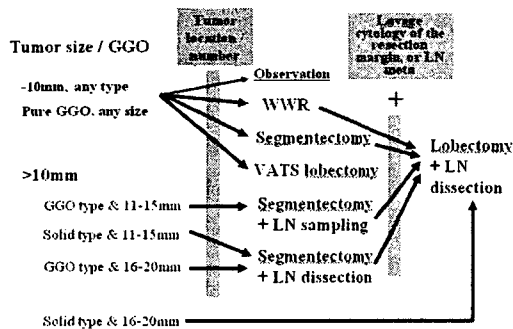 Tumor size / GGO
Tumor
location /
number
Lavage
cytology of the
resection
margin, or LN
meta
-10mm, any type
Pure GGO, any size
Observation
WWR
Segmentectomy
VATS lobectomy
+
Lobectomy
+ LN
dissection
>10mm
GGO type & 11-15mm
Solid type & 11-15mm
GGO type & 16-20mm
Segmentectomy
+ LN sampling
Segmentectomy
+ LN dissection
Solid type & 16-20mm